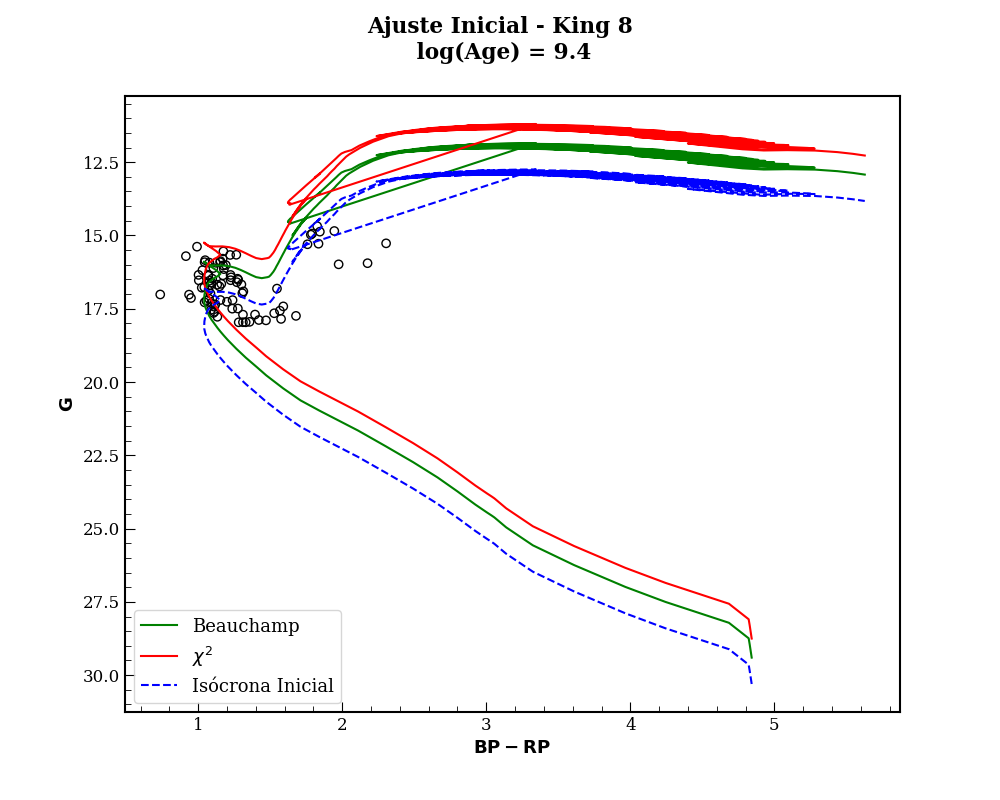 Ajuste Inicial - King 8
log(Age) = 9.4
12.5
15.0
17.5
20.0
22.5
25.0
27.5
30.0
G
Beauchamp
χ²
Isócrona Inicial
1
2
3
4
5
BP − RP